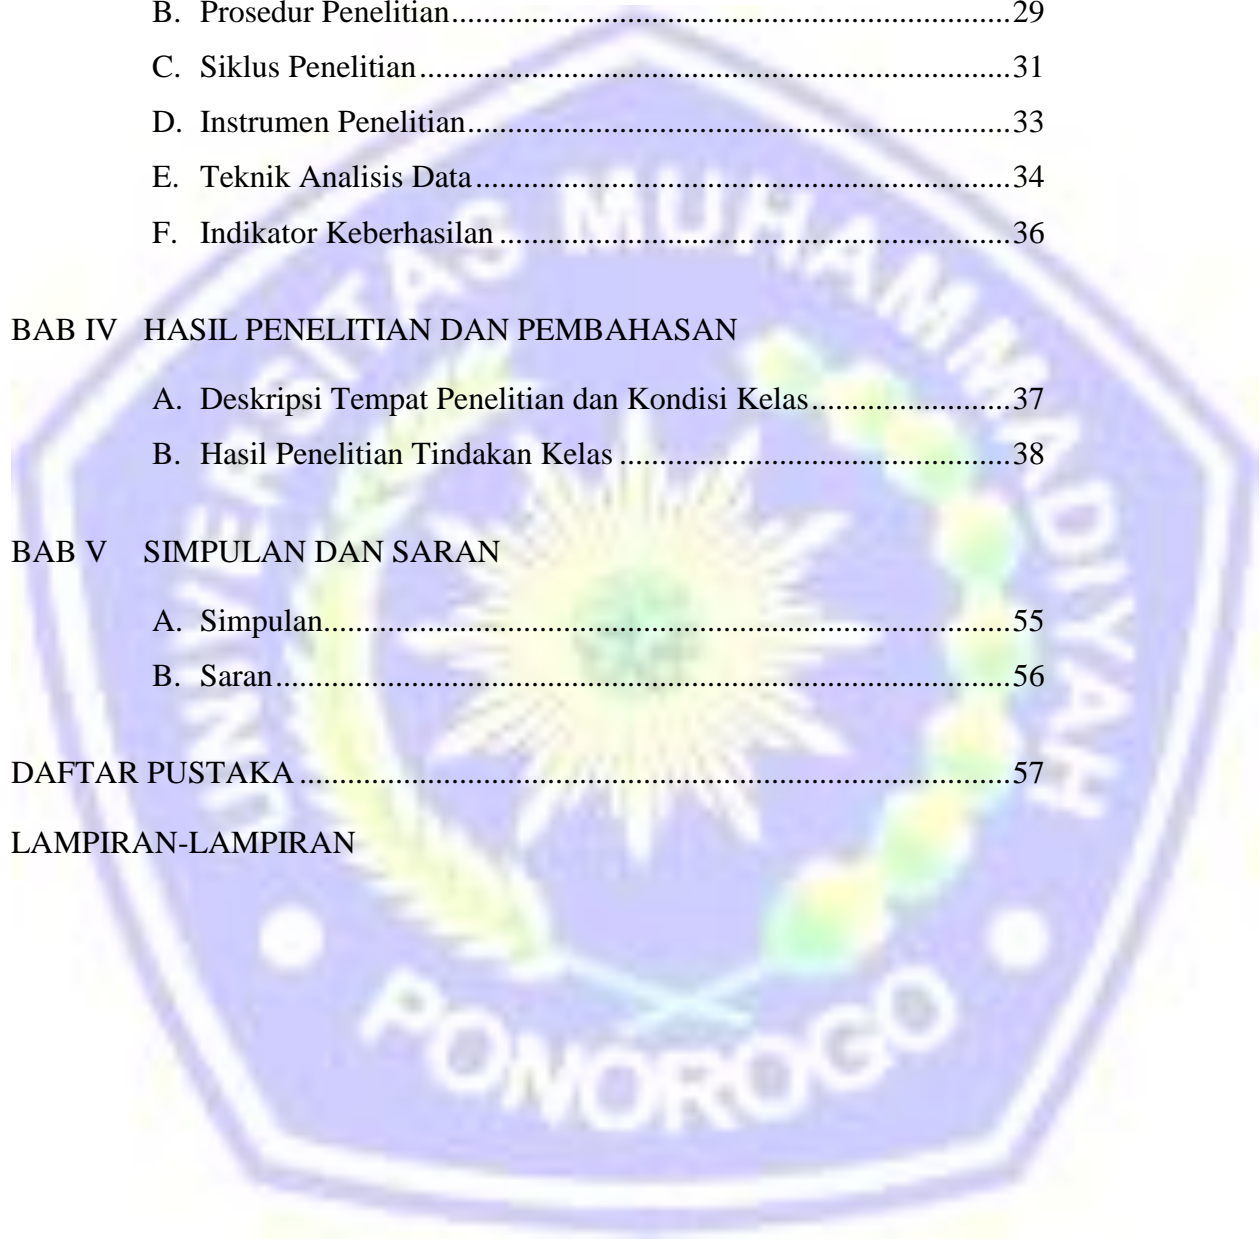 B. Prosedur Penelitian.....................................................................29
C. Siklus Penelitian.........................................................................31
D. Instrumen Penelitian...................................................................33
E. Teknik Analisis Data..................................................................34
F. Indikator Keberhasilan ...............................................................36
BAB IV HASIL PENELITIAN DAN PEMBAHASAN
A. Deskripsi Tempat Penelitian dan Kondisi Kelas.........................37
B. Hasil Penelitian Tindakan Kelas ................................................38
BAB V SIMPULAN DAN SARAN
A. Simpulan.....................................................................................55
B. Saran...........................................................................................56
DAFTAR PUSTAKA ........................................................................................57
LAMPIRAN-LAMPIRAN
UNIVERSITAS MUHAMMADIYAH
PONOROGO